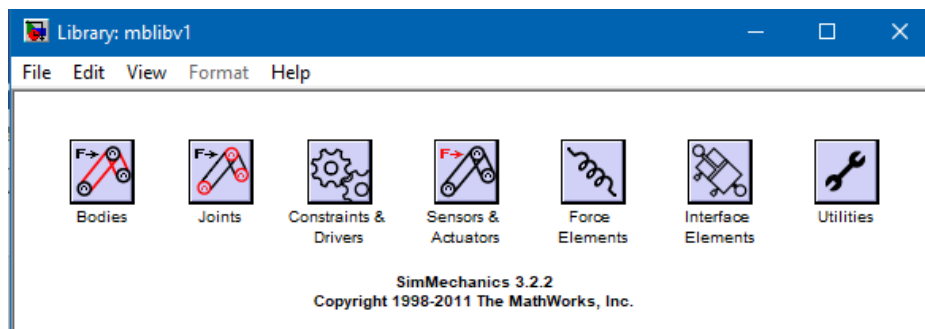 Library: mblibv1
File Edit View Format Help
F→ F→ F→
Bodies Joints Constraints & Sensors & Force Interface Utilities
Drivers Actuators Elements Elements
SimMechanics 3.2.2
Copyright 1998-2011 The MathWorks, Inc.